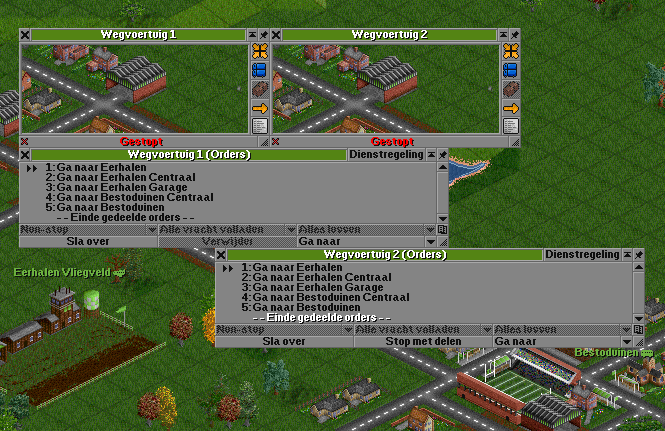 Wegvoertuig 1
Wegvoertuig 2
Gestopt
Gestopt
Wegvoertuig 1 (Orders)
Dienstregeling
1: Ga naar Eerhalen
2: Ga naar Eerhalen Centraal
3: Ga naar Eerhalen Garage
4: Ga naar Bestoduinen Centraal
5: Ga naar Bestoduinen
- - Einde gedeelde orders - -
Non-stop
Alle vracht volladen
Alles lossen
Sla over
Verwijder
Ga naar
Wegvoertuig 2 (Orders)
Dienstregeling
1: Ga naar Eerhalen
2: Ga naar Eerhalen Centraal
3: Ga naar Eerhalen Garage
4: Ga naar Bestoduinen Centraal
5: Ga naar Bestoduinen
- - Einde gedeelde orders - -
Non-stop
Alle vracht volladen
Alles lossen
Sla over
Stop met delen
Ga naar
Eerhalen Vliegveld
Bestoduinen